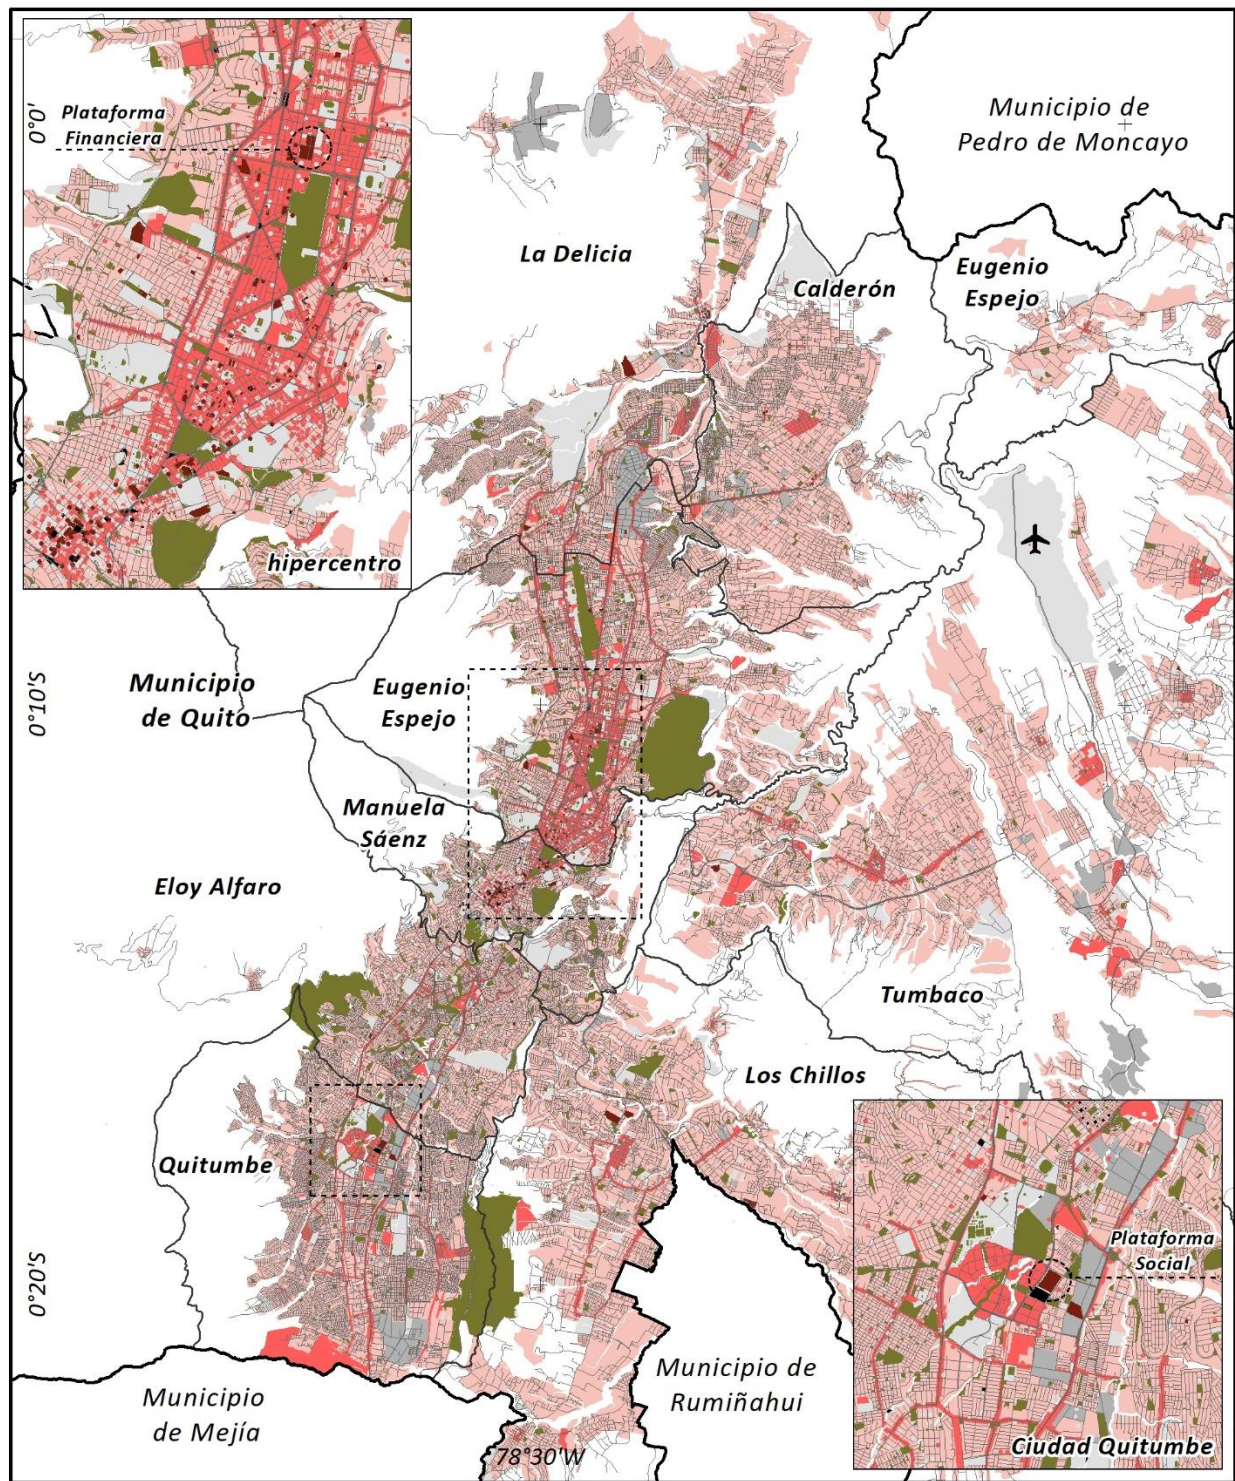 0°0'
Plataforma
Financiera
hipercentro
Municipio de
Pedro de Moncayo
La Delicia
Calderón
Eugenio
Espejo
0°10'S
Municipio
de Quito
Eugenio
Espejo
Manuela
Sáenz
Eloy Alfaro
Tumbaco
Los Chillos
Quitumbe
0°20'S
Plataforma
Social
Ciudad Quitumbe
Municipio de
Rumiñahui
Municipio
de Mejía
78°30'W